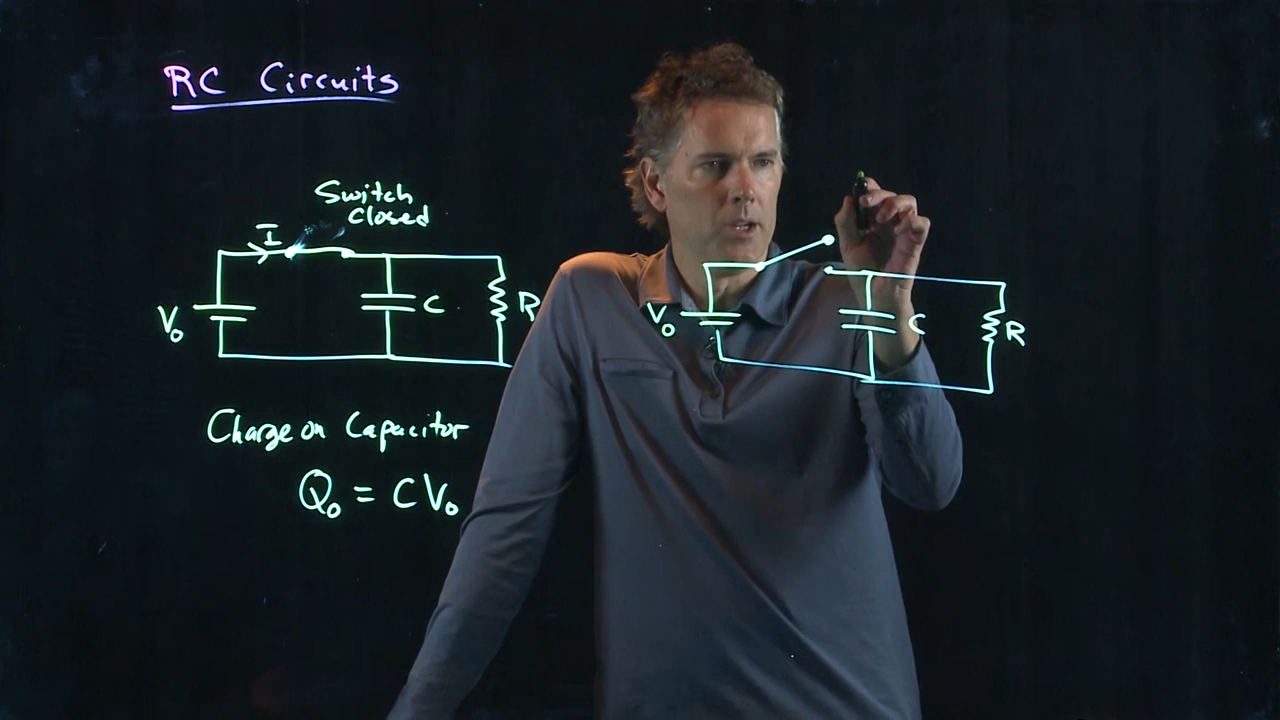 RC Circuits
Switch
Closed
I
V₀
C
R
V₀
C
R
Charge on Capacitor
Q₀ = CV₀